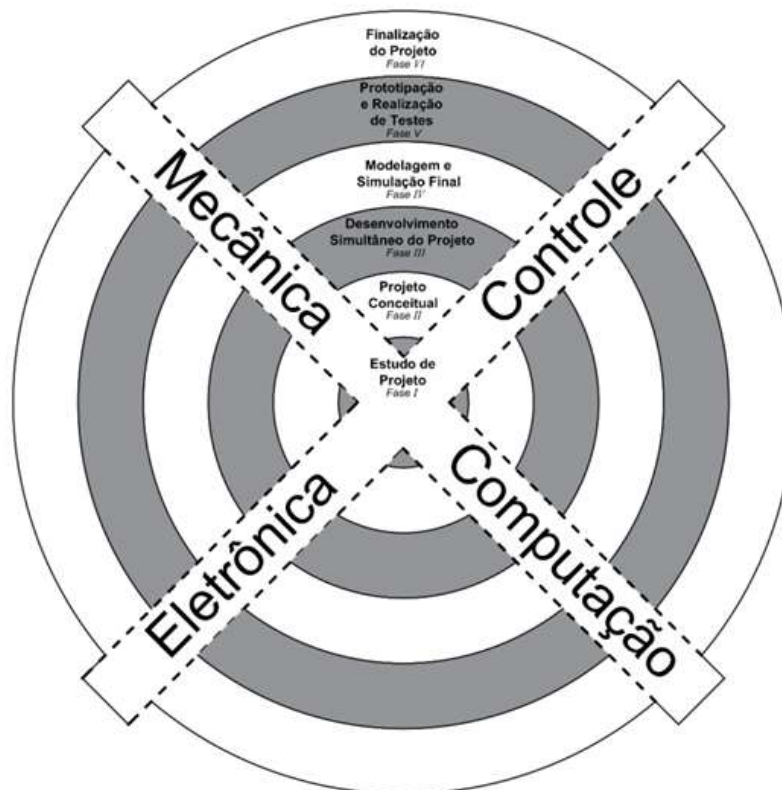 Finalização
do Projeto
Fase VI
Prototipação
e Realização
de Testes
Fase V
Modelagem e
Simulação Final
Fase IV
Desenvolvimento
Simultâneo do Projeto
Fase III
Projeto
Conceitual
Fase II
Estudo de
Projeto
Fase I
Mecânica
Controle
Eletrônica
Computação